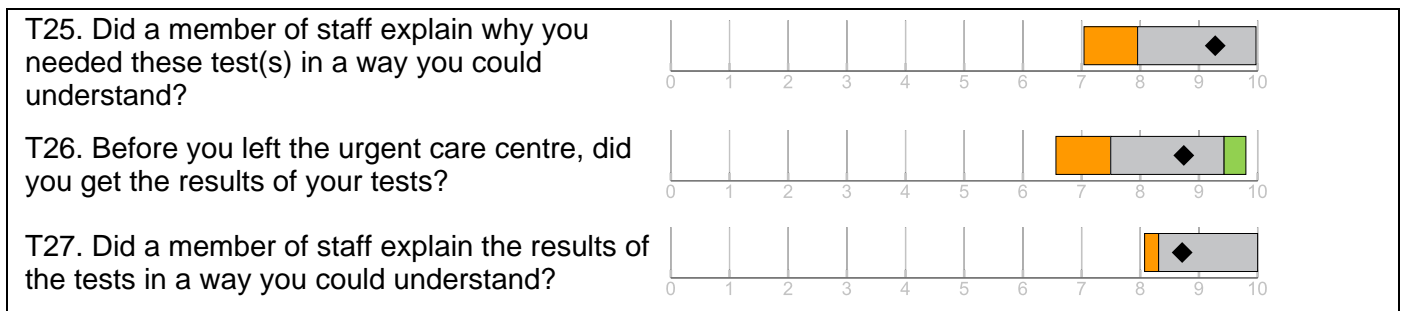 T25. Did a member of staff explain why you
needed these test(s) in a way you could
understand?
0 1 2 3 4 5 6 7 8 9 10
T26. Before you left the urgent care centre, did
you get the results of your tests?
0 1 2 3 4 5 6 7 8 9 10
T27. Did a member of staff explain the results of
the tests in a way you could understand?
0 1 2 3 4 5 6 7 8 9 10